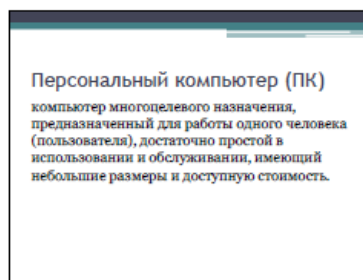 Персональный компьютер (ПК)
компьютер многоцелевого назначения,
предназначенный для работы одного человека
(пользователя), достаточно простой в
использовании и обслуживании, имеющий
небольшие размеры и доступную стоимость.